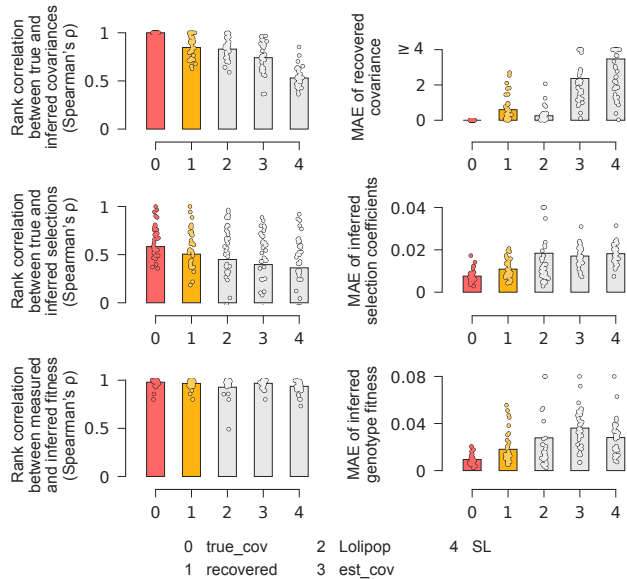 Rank correlation
between true and
inferred covariances
(Spearman's ρ)
1
0.5
0
0 1 2 3 4
MAE of recovered
covariance
≥ 4
2
0
0 1 2 3 4
Rank correlation
between true and
inferred selections
(Spearman's ρ)
1
0.5
0
0 1 2 3 4
MAE of inferred
selection coefficients
0.04
0.02
0
0 1 2 3 4
Rank correlation
between measured
and inferred fitness
(Spearman's ρ)
1
0.5
0
0 1 2 3 4
MAE of inferred
genotype fitness
0.08
0.04
0
0 1 2 3 4
0 true_cov 2 Lolipop 4 SL
1 recovered 3 est_cov